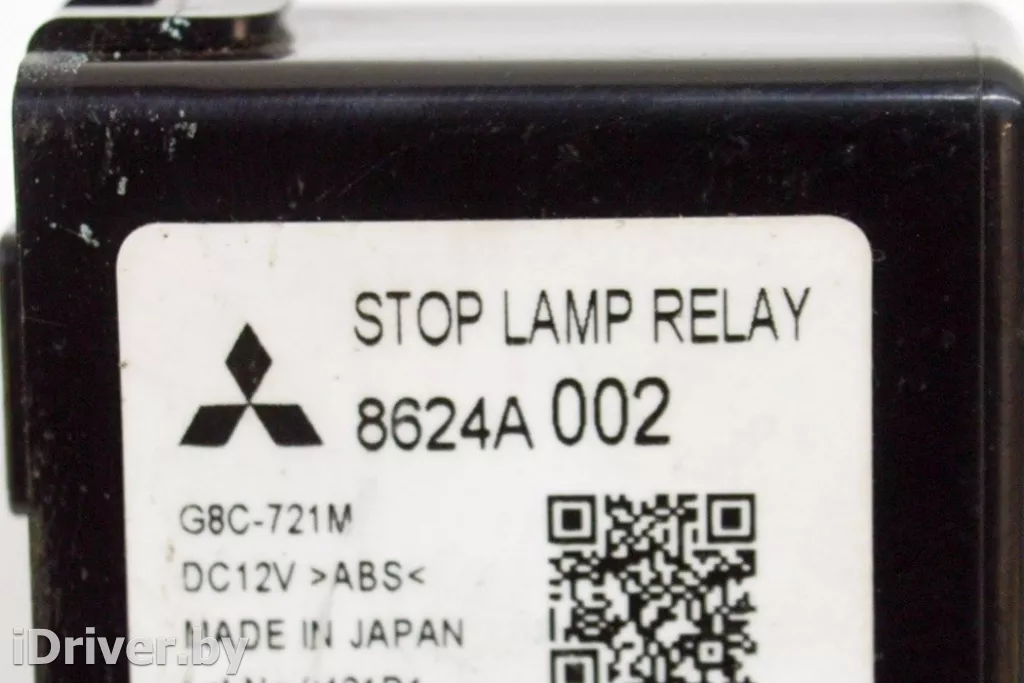 STOP LAMP RELAY
8624A 002
G8C-721M
DC12V >ABS<
MADE IN JAPAN
iDriver.by